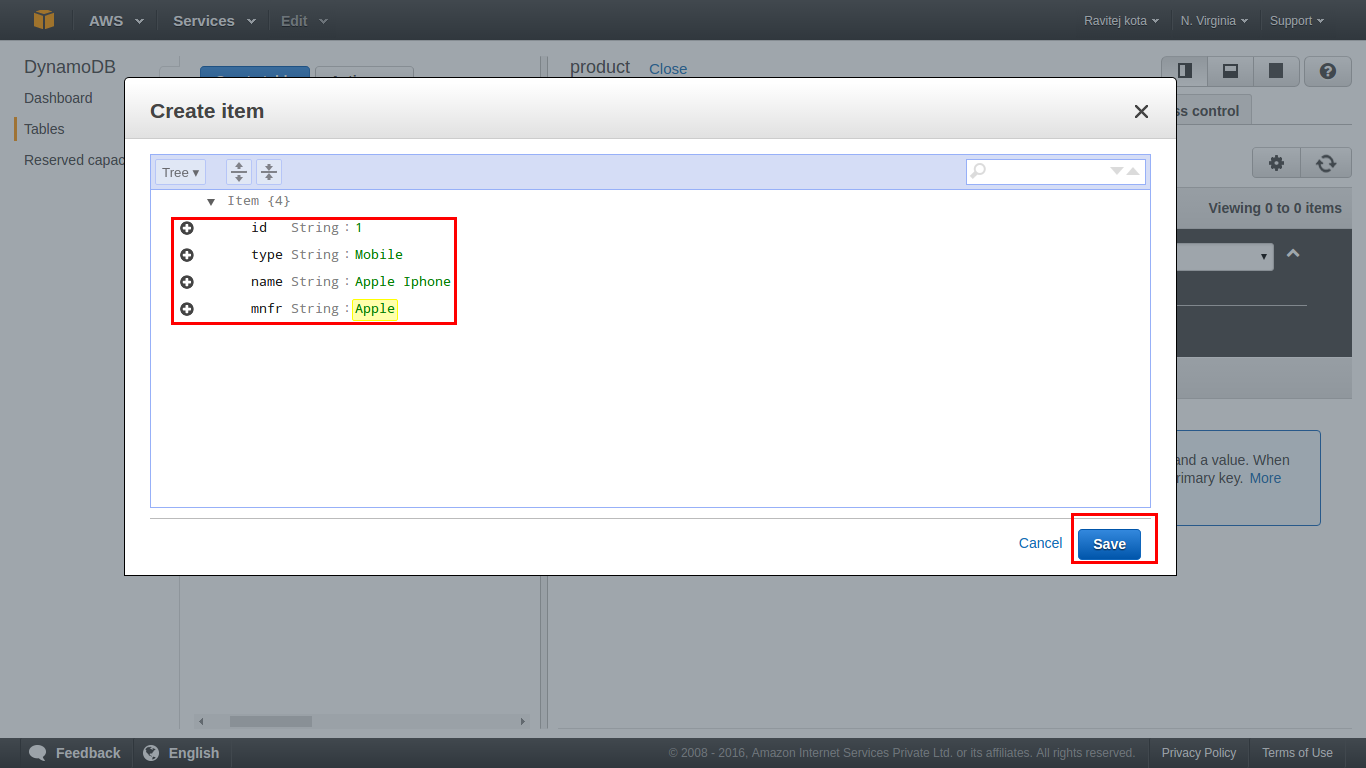 AWS Services Edit Ravitej kota N. Virginia Support
DynamoDB
Dashboard
Tables
Reserved capac
product Close
ss control
Viewing 0 to 0 items
and a value. When
rimary key. More
Create item
Tree
Item {4}
id String : 1
type String : Mobile
name String : Apple Iphone
mnfr String : Apple
Cancel Save
Feedback English © 2008 - 2016, Amazon Internet Services Private Ltd. or its affiliates. All rights reserved. Privacy Policy Terms of Use